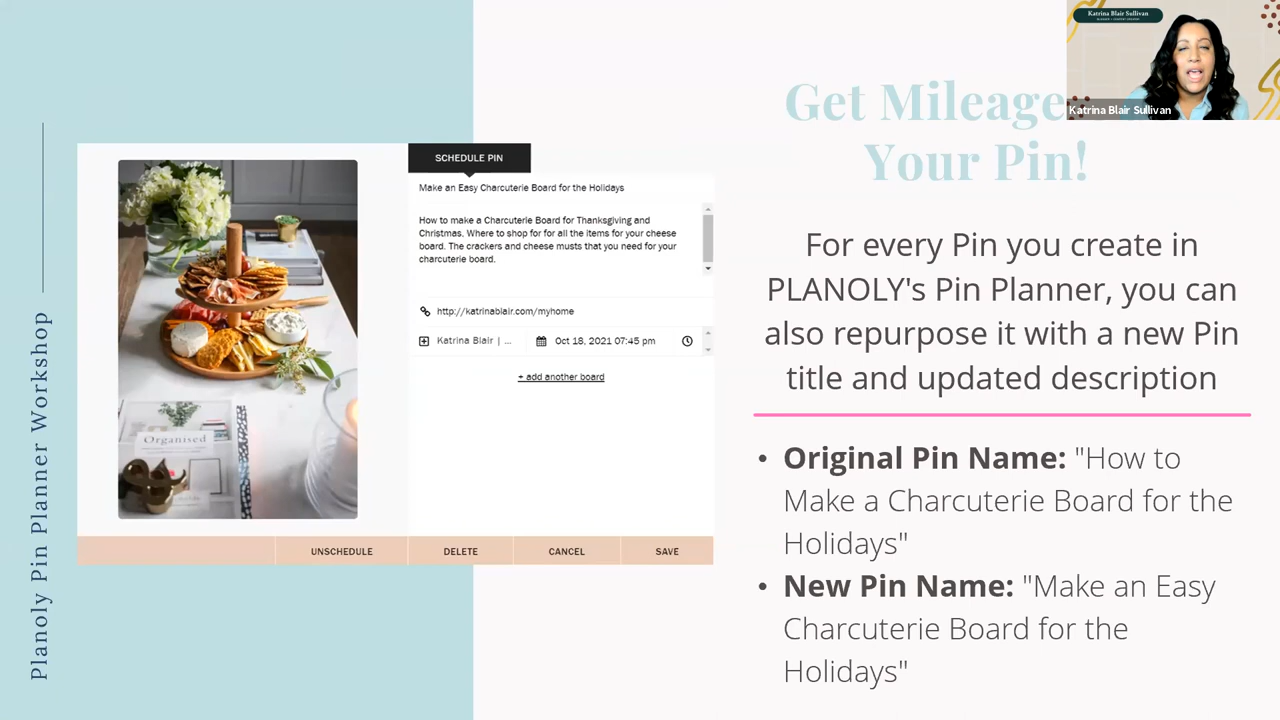 Planoly Pin Planner Workshop
SCHEDULE PIN
Make an Easy Charcuterie Board for the Holidays
How to make a Charcuterie Board for Thanksgiving and
Christmas. Where to shop for for all the items for your cheese
board. The crackers and cheese musts that you need for your
charcuterie board.
http://katrinablair.com/myhome
Katrina Blair | ...
Oct 18, 2021 07:45 pm
+ add another board
UNSCHEDULE
DELETE
CANCEL
SAVE
Organised
Get Mileage
Your Pin!
For every Pin you create in
PLANOLY's Pin Planner, you can
also repurpose it with a new Pin
title and updated description
• Original Pin Name: "How to
Make a Charcuterie Board for the
Holidays"
• New Pin Name: "Make an Easy
Charcuterie Board for the
Holidays"
Katrina Blair Sullivan
Katrina Blair Sullivan